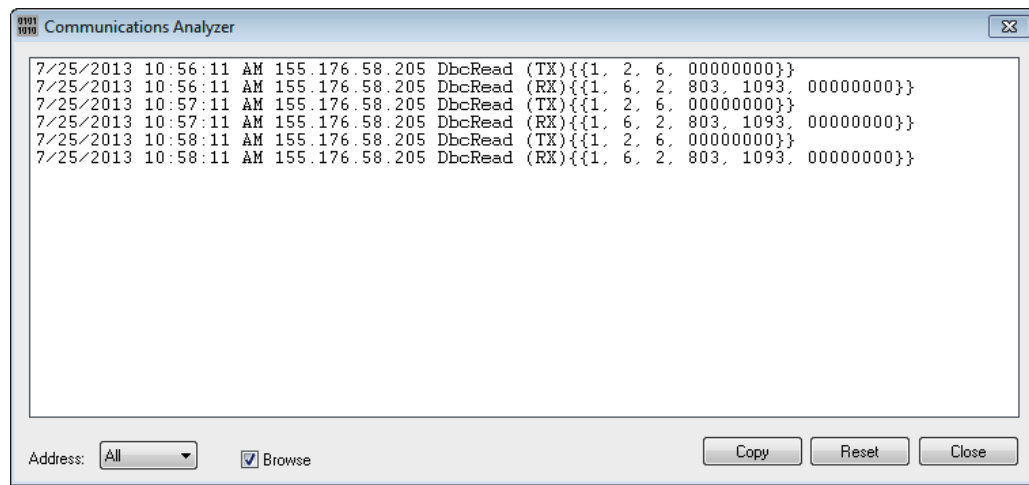 0101
1010
Communications Analyzer
7/25/2013 10:56:11 AM 155.176.58.205 DbcRead (TX){{1, 2, 6, 00000000}}
7/25/2013 10:56:11 AM 155.176.58.205 DbcRead (RX){{1, 6, 2, 803, 1093, 00000000}}
7/25/2013 10:57:11 AM 155.176.58.205 DbcRead (TX){{1, 2, 6, 00000000}}
7/25/2013 10:57:11 AM 155.176.58.205 DbcRead (RX){{1, 6, 2, 803, 1093, 00000000}}
7/25/2013 10:58:11 AM 155.176.58.205 DbcRead (TX){{1, 2, 6, 00000000}}
7/25/2013 10:58:11 AM 155.176.58.205 DbcRead (RX){{1, 6, 2, 803, 1093, 00000000}}
Address: All Browse Copy Reset Close